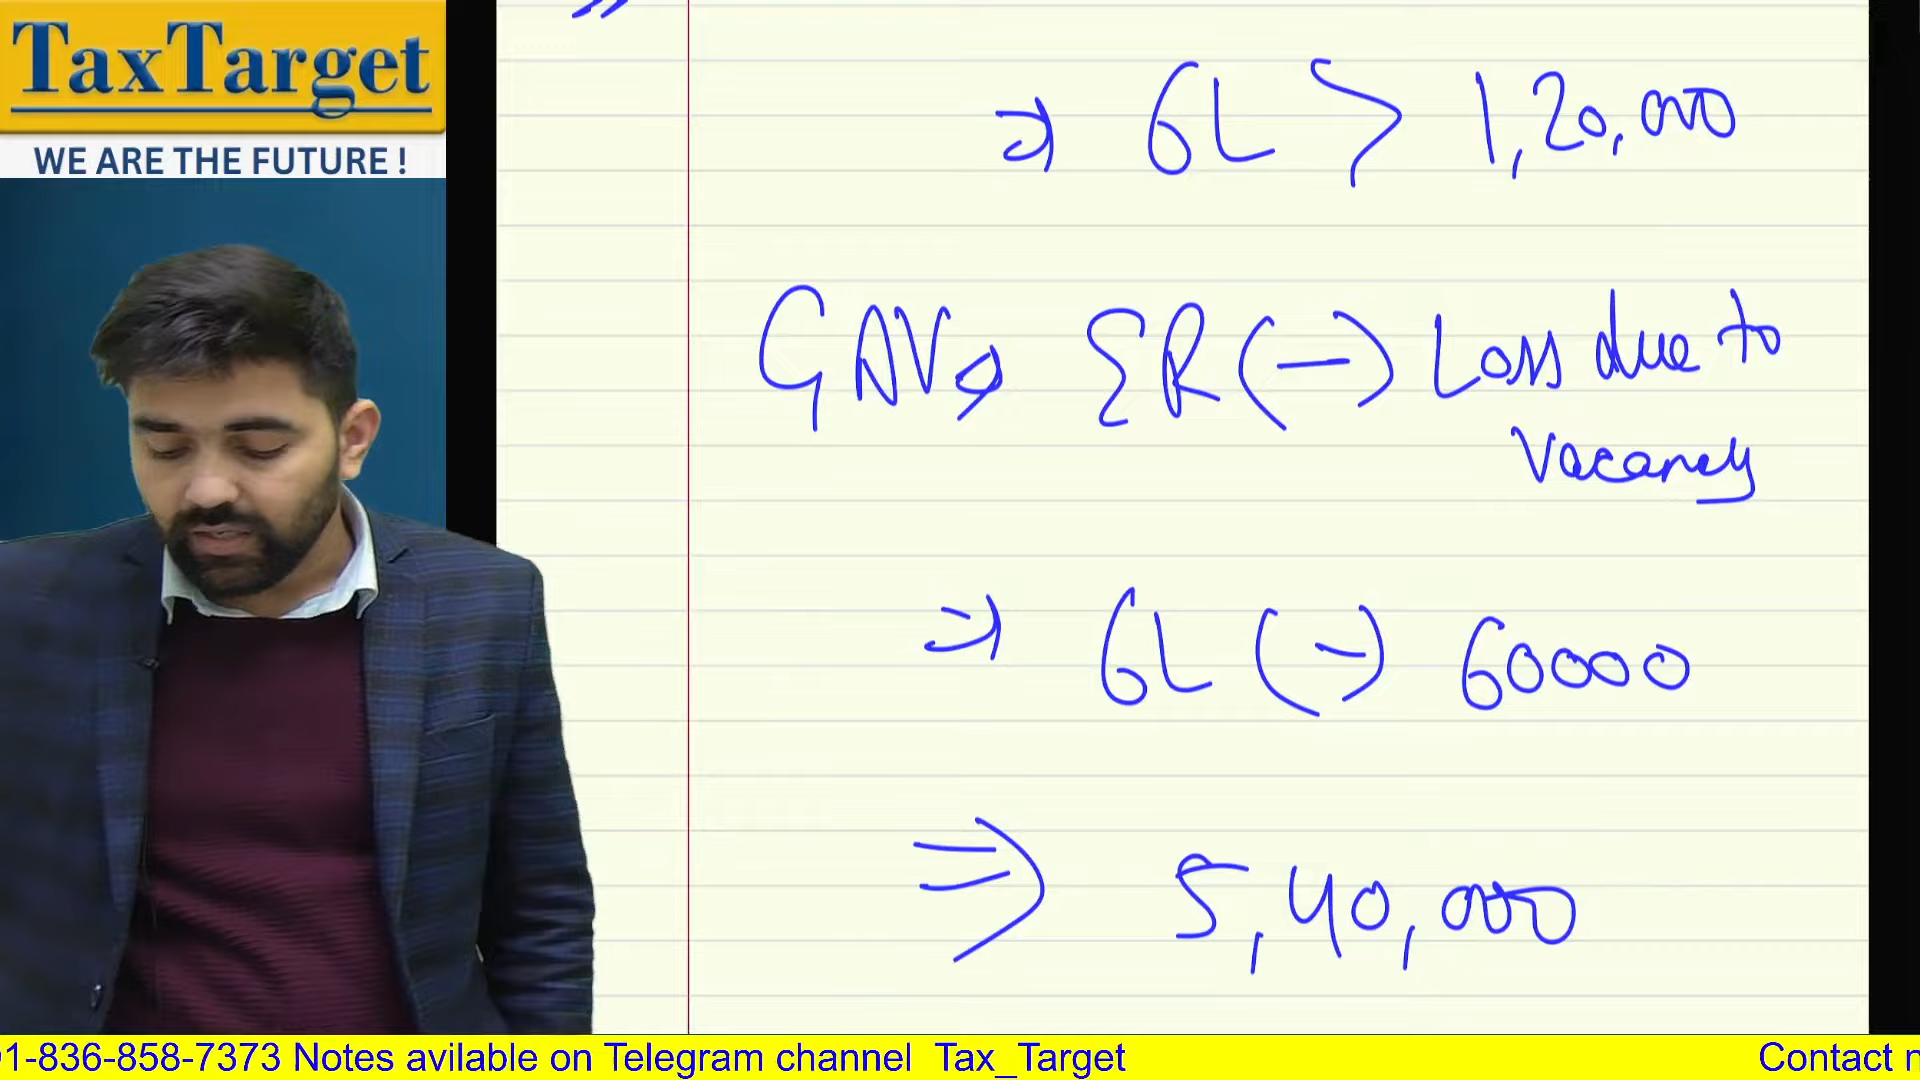 TaxTarget
WE ARE THE FUTURE !
⇒ 6L > 1,20,000
GAV ⇒ ER (-) Loss due to
Vacancy
⇒ 6L (-) 60000
⇒ 5,40,000
01-836-858-7373 Notes avilable on Telegram channel Tax_Target
Contact